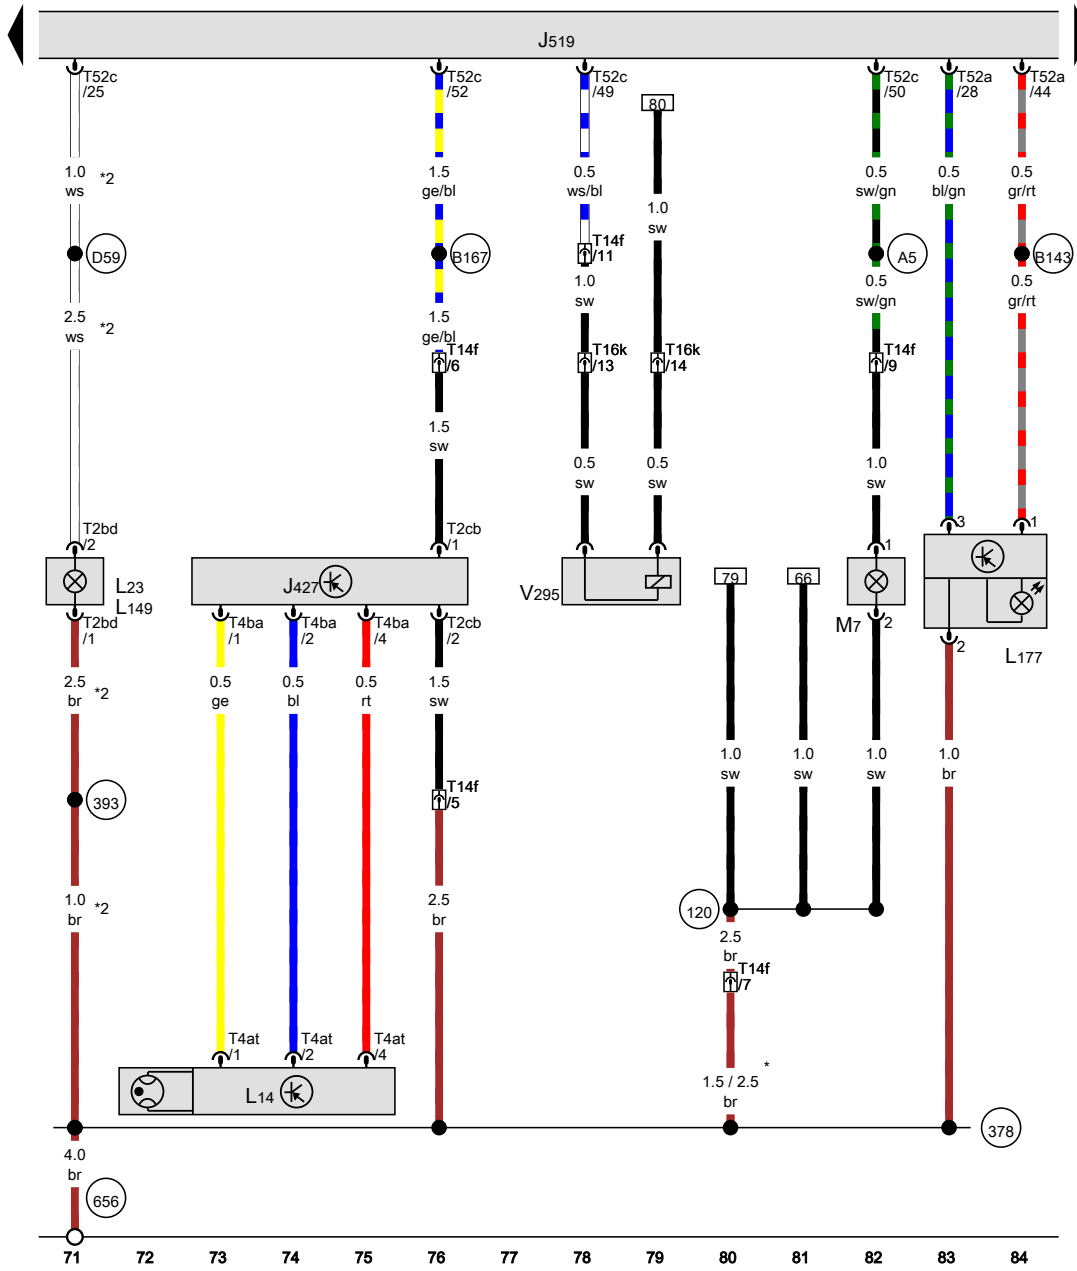 J519
T52c
/25
T52c
/52
T52c
/49
80
T52c
/50
T52a
/28
T52a
/44
1.0
ws
*2
1.5
ge/bl
0.5
ws/bl
1.0
sw
0.5
sw/gn
0.5
bl/gn
0.5
gr/rt
D59
B167
T14f
/11
A5
B143
2.5
ws
*2
1.5
ge/bl
1.0
sw
0.5
sw/gn
0.5
gr/rt
T14f
/6
T16k
/13
T16k
/14
T14f
/9
1.5
sw
0.5
sw
0.5
sw
1.0
sw
T2bd
/2
T2cb
/1
1
3
1
L23
L149
J427
V295
79
66
M7
L177
T2bd
/1
T4ba
/1
T4ba
/2
T4ba
/4
T2cb
/2
2
2
2.5
br
*2
0.5
ge
0.5
bl
0.5
rt
1.5
sw
1.0
sw
1.0
sw
1.0
sw
1.0
br
393
T14f
/5
1.0
br
*2
2.5
br
120
2.5
br
T14f
/7
T4at
/1
T4at
/2
T4at
/4
L14
1.5 / 2.5
br
*
378
4.0
br
656
71 72 73 74 75 76 77 78 79 80 81 82 83 84